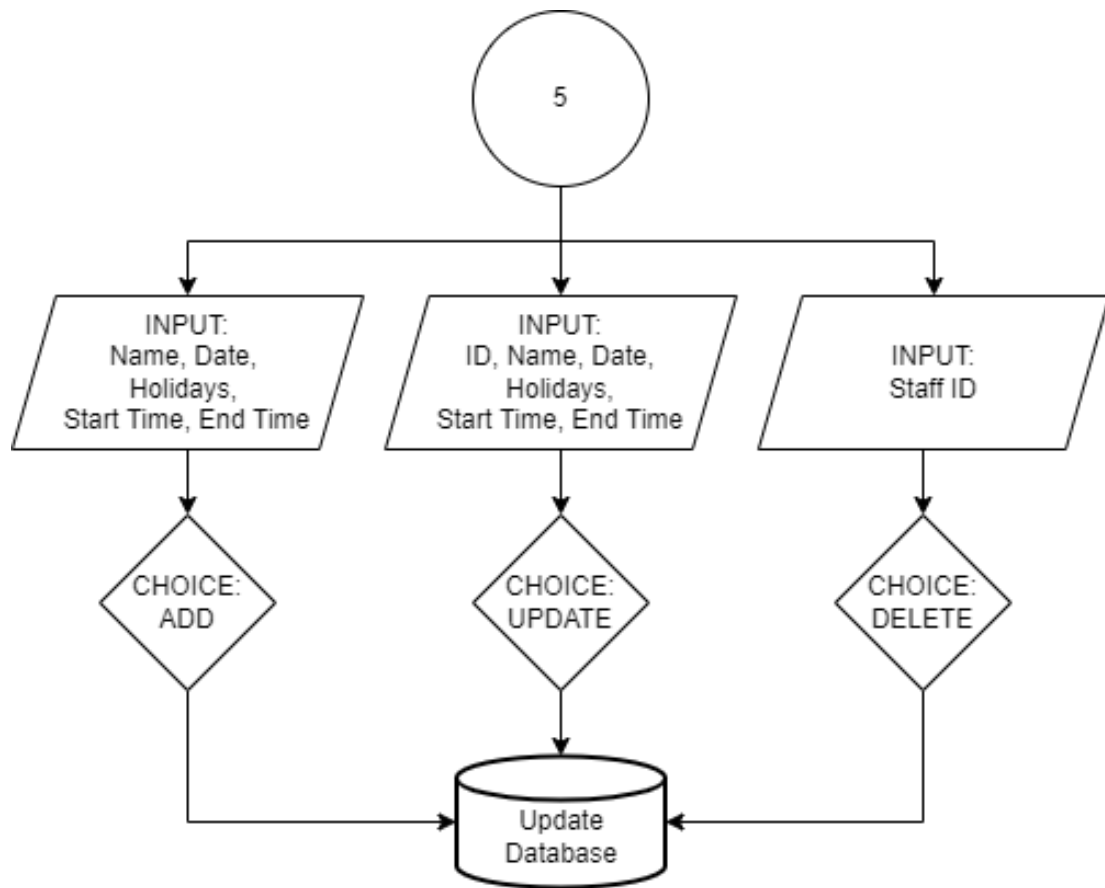 5
INPUT:
Name, Date,
Holidays,
Start Time, End Time
INPUT:
ID, Name, Date,
Holidays,
Start Time, End Time
INPUT:
Staff ID
CHOICE:
ADD
CHOICE:
UPDATE
CHOICE:
DELETE
Update
Database